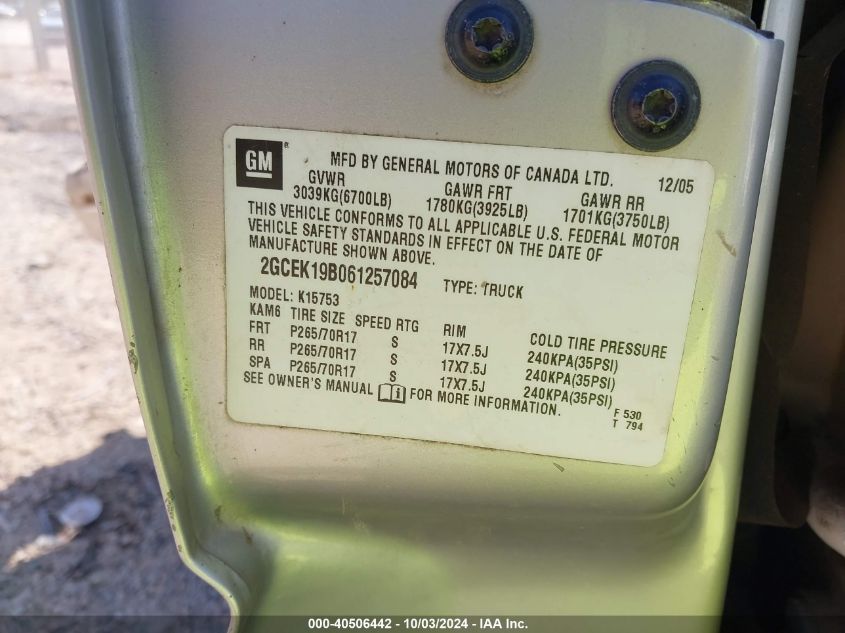 GM ® MFD BY GENERAL MOTORS OF CANADA LTD. 12/05
GVWR GAWR FRT GAWR RR
3039KG(6700LB) 1780KG(3925LB) 1701KG(3750LB)
THIS VEHICLE CONFORMS TO ALL APPLICABLE U.S. FEDERAL MOTOR
VEHICLE SAFETY STANDARDS IN EFFECT ON THE DATE OF
MANUFACTURE SHOWN ABOVE.
2GCEK19B061257084 TYPE: TRUCK
MODEL: K15753
KAM6 TIRE SIZE SPEED RTG RIM COLD TIRE PRESSURE
FRT P265/70R17 S 17X7.5J 240KPA(35PSI)
RR P265/70R17 S 17X7.5J 240KPA(35PSI)
SPA P265/70R17 S 17X7.5J 240KPA(35PSI)
SEE OWNER'S MANUAL FOR MORE INFORMATION.
F 530
T 794
000-40506442 - 10/03/2024 - IAA Inc.